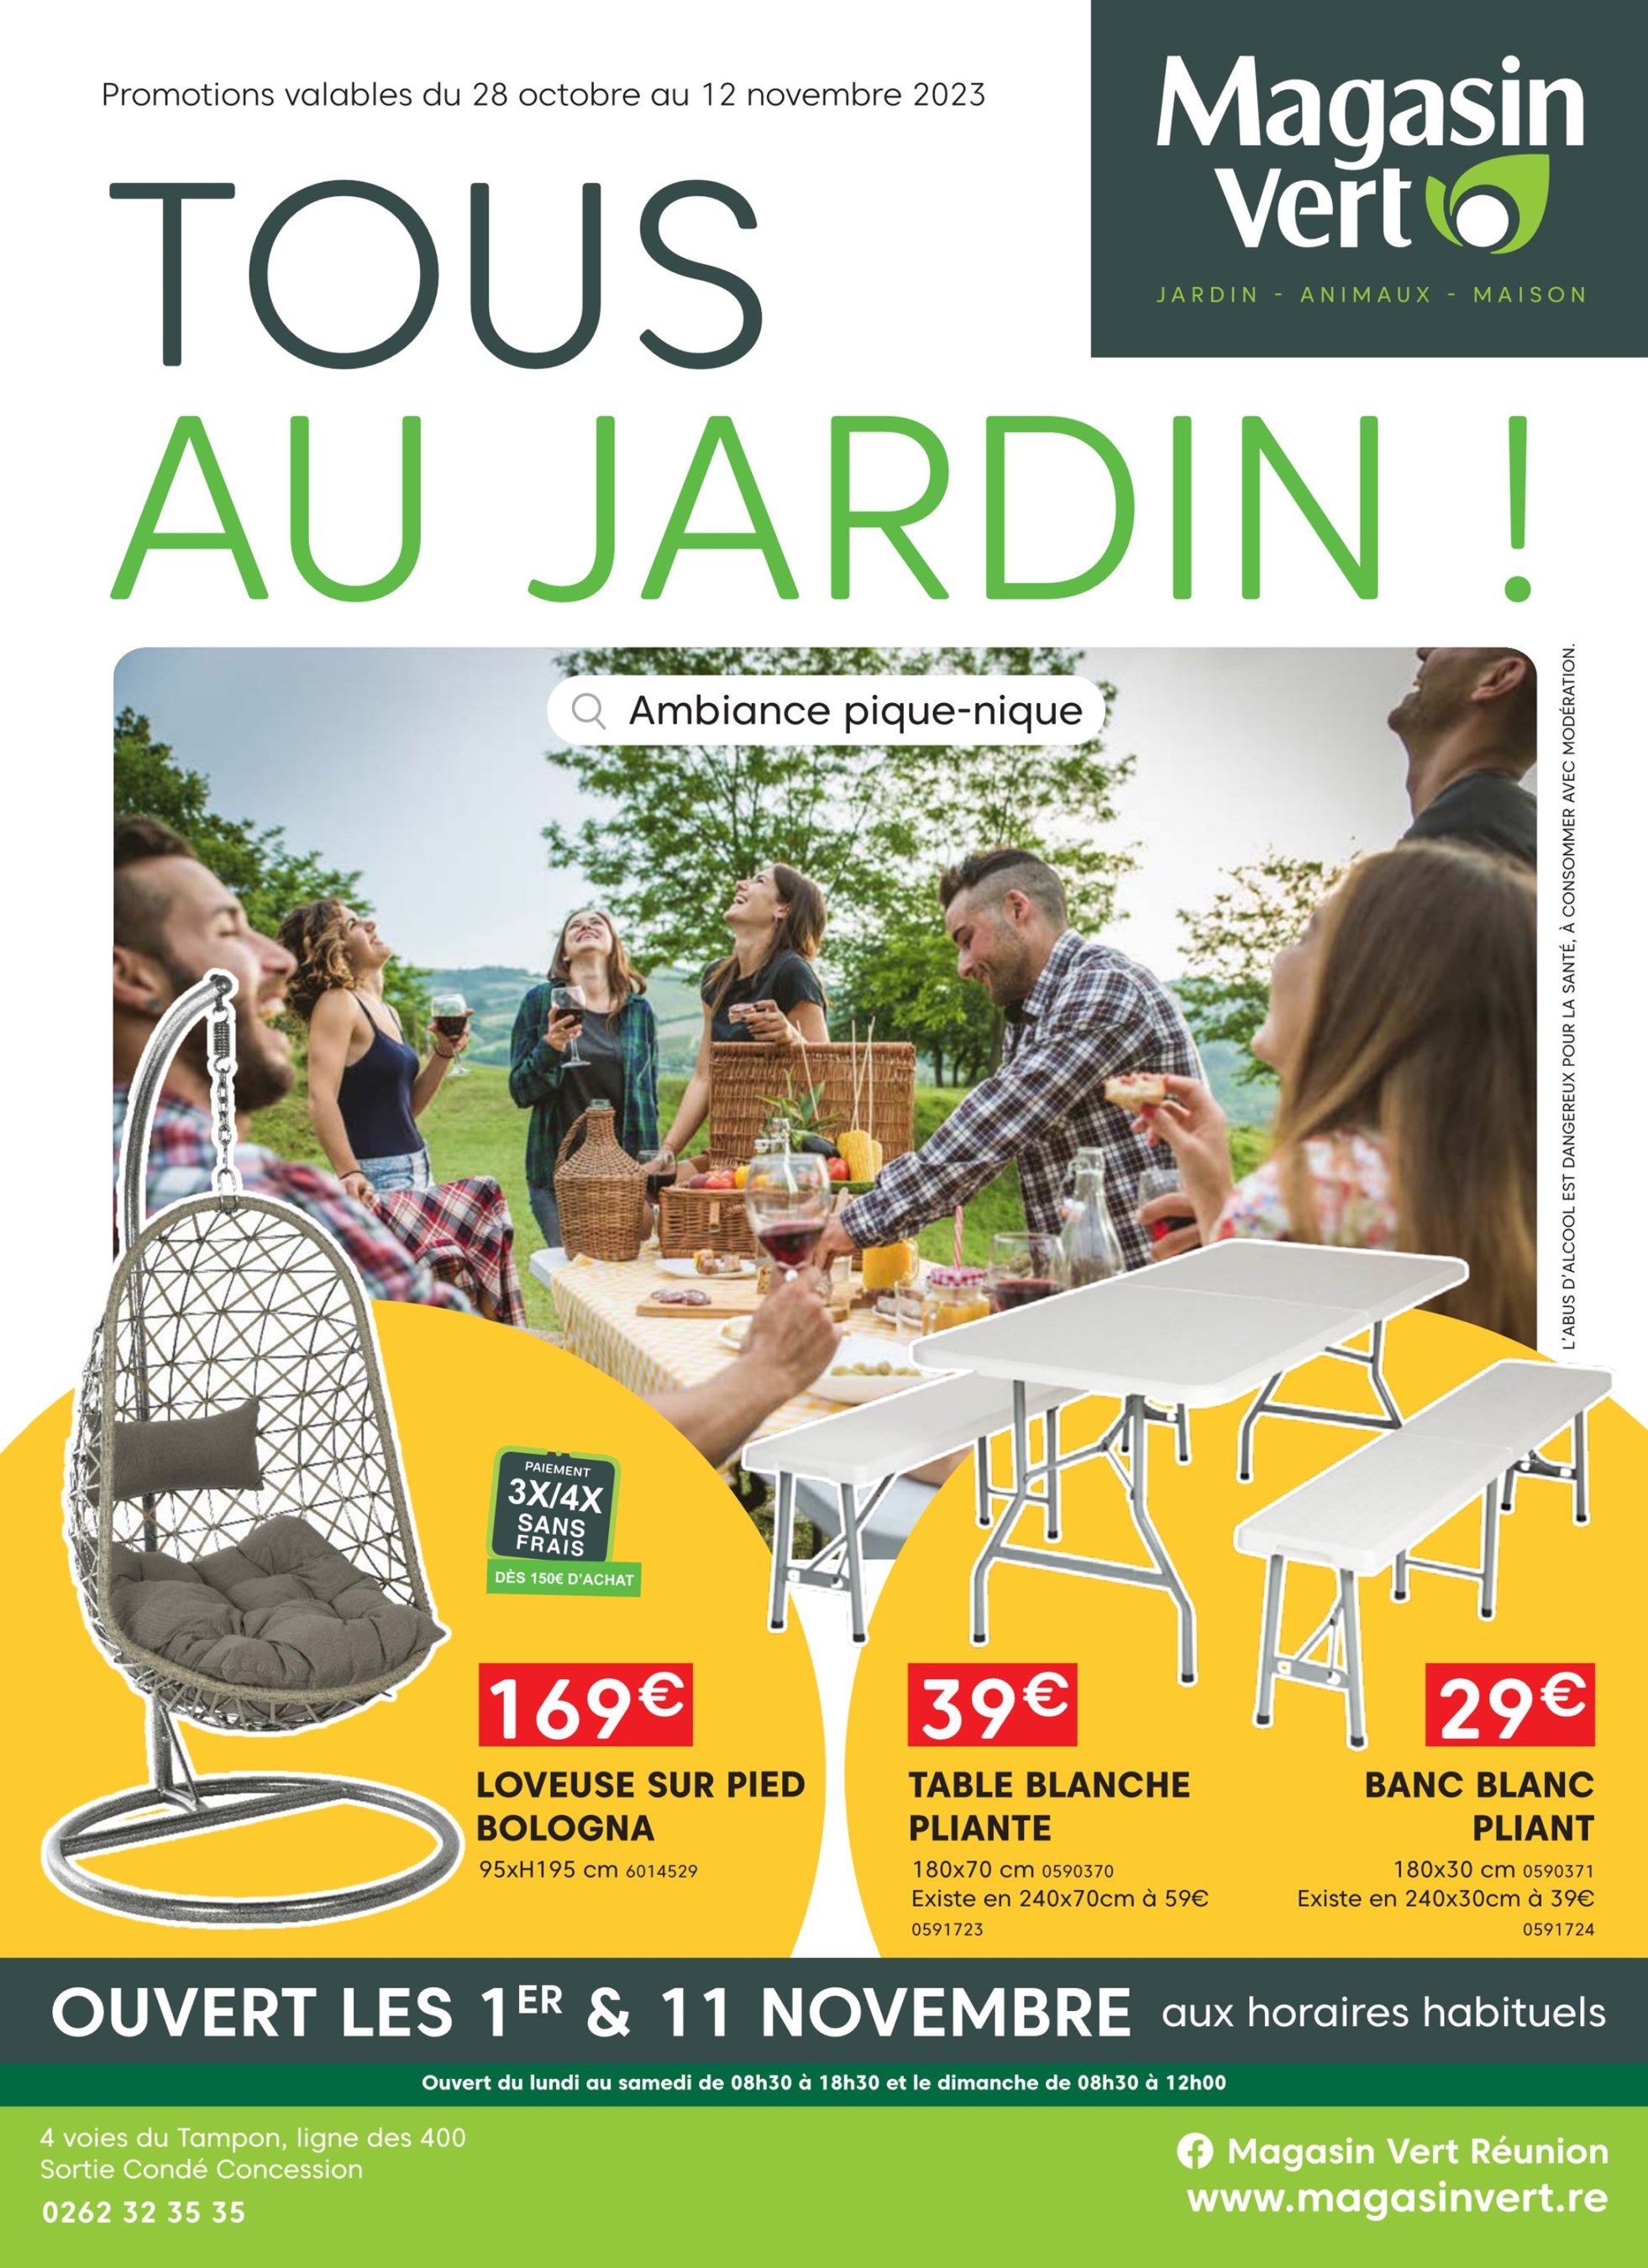 Promotions valables du 28 octobre au 12 novembre 2023
Magasin
Vert
JARDIN - ANIMAUX - MAISON
TOUS
AU JARDIN !
Ambiance pique-nique
L'ABUS D'ALCOOL EST DANGEREUX POUR LA SANTÉ, À CONSOMMER AVEC MODÉRATION.
PAIEMENT
3X/4X
SANS
FRAIS
DÈS 150€ D'ACHAT
169€
LOVEUSE SUR PIED
BOLOGNA
95xH195 cm 6014529
39€
TABLE BLANCHE
PLIANTE
180x70 cm 0590370
Existe en 240x70cm à 59€
0591723
29€
BANC BLANC
PLIANT
180x30 cm 0590371
Existe en 240x30cm à 39€
0591724
OUVERT LES 1ER & 11 NOVEMBRE aux horaires habituels
Ouvert du lundi au samedi de 08h30 à 18h30 et le dimanche de 08h30 à 12h00
4 voies du Tampon, ligne des 400
Sortie Condé Concession
0262 32 35 35
Magasin Vert Réunion
www.magasinvert.re